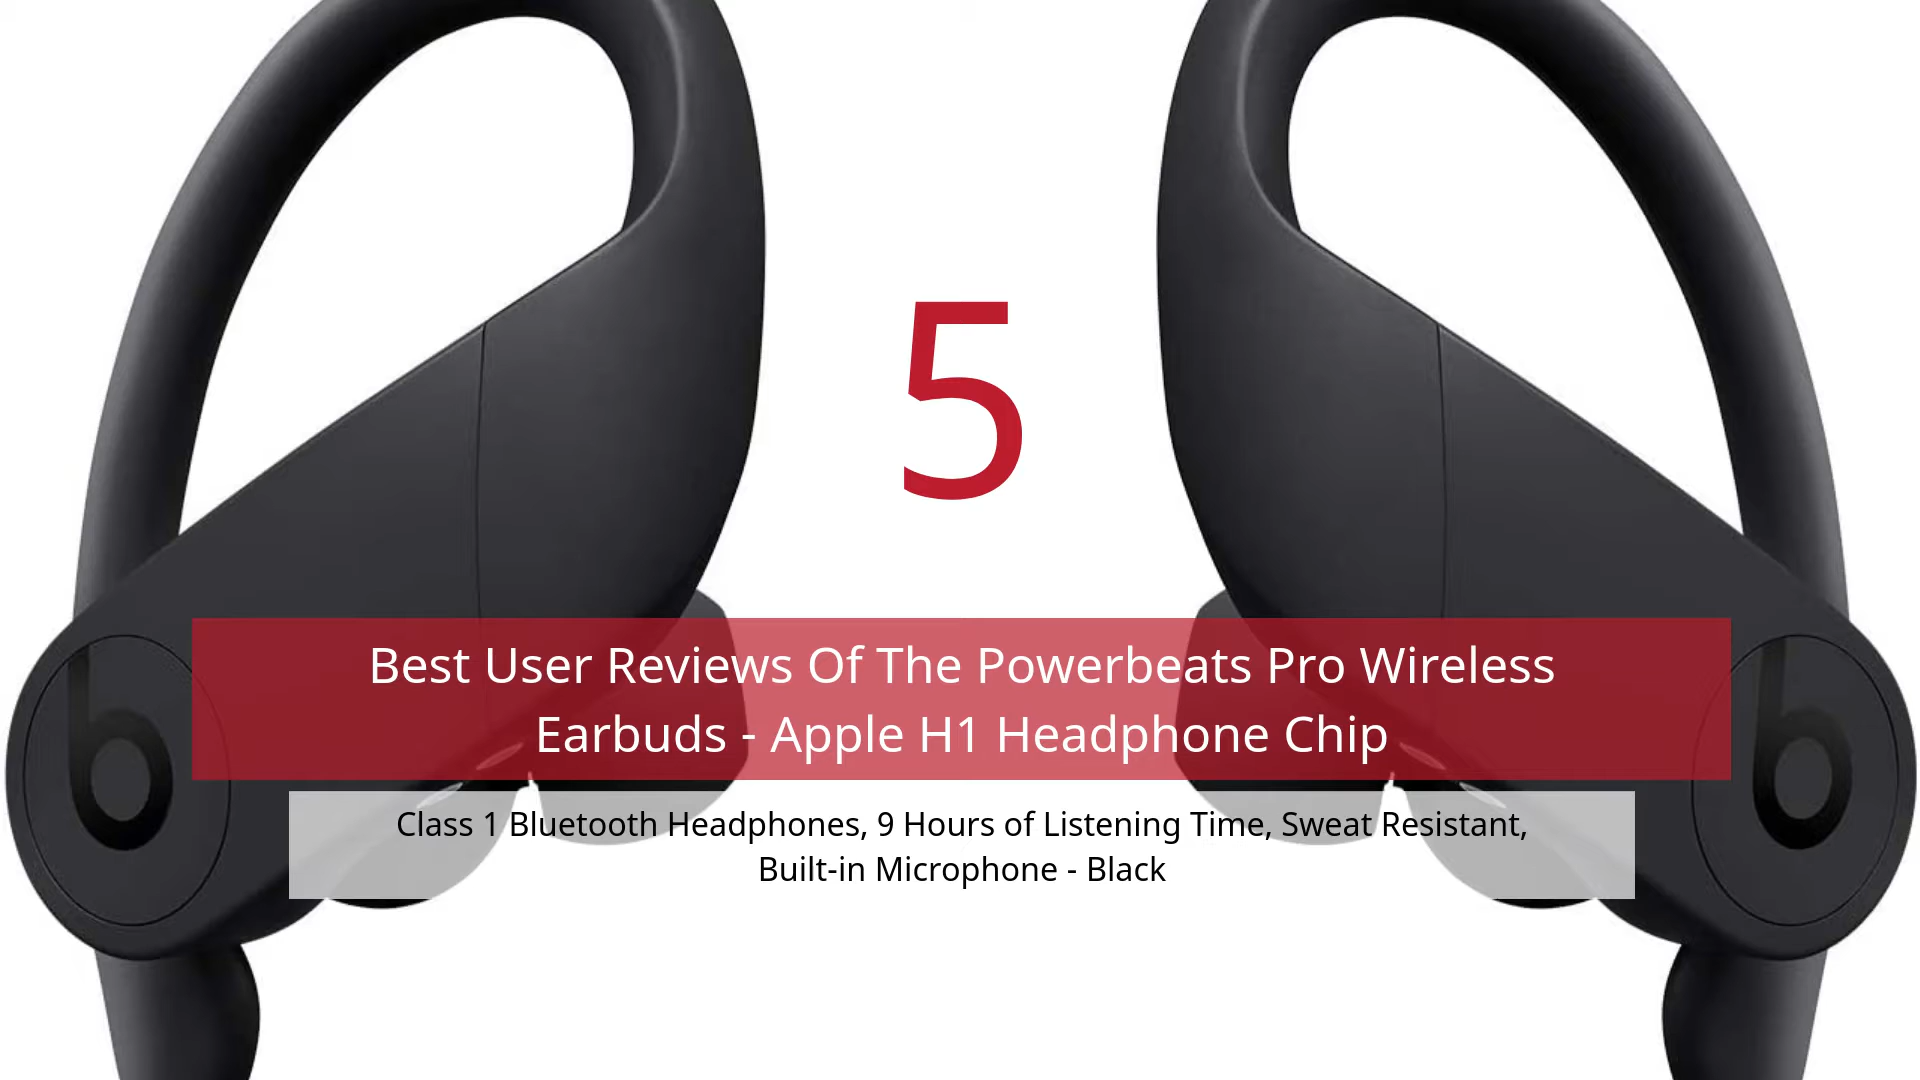 5
Best User Reviews Of The Powerbeats Pro Wireless
Earbuds - Apple H1 Headphone Chip
Class 1 Bluetooth Headphones, 9 Hours of Listening Time, Sweat Resistant,
Built-in Microphone - Black